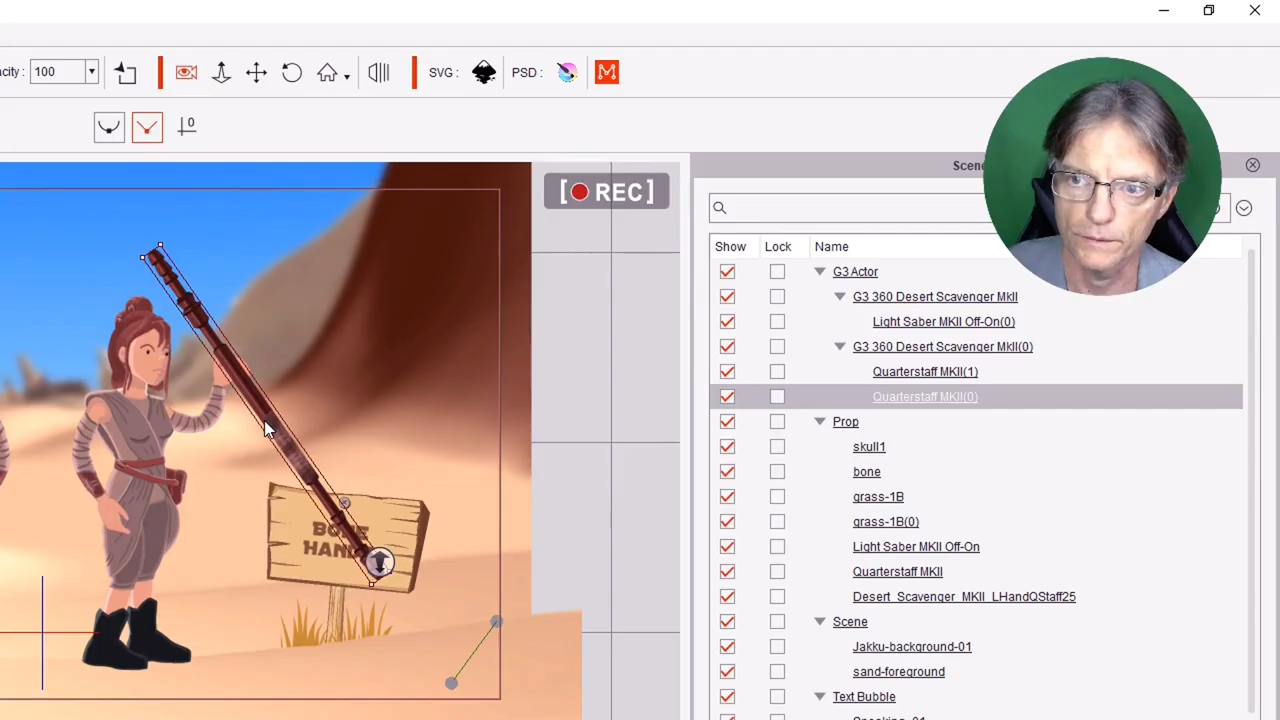 acity :
100
SVG :
PSD :
0
[ REC ]
Scene
Show
Lock
Name
G3 Actor
G3 360 Desert Scavenger MkII
Light Saber MKII Off-On(0)
G3 360 Desert Scavenger MkII(0)
Quarterstaff MKII(1)
Quarterstaff MKII(0)
Prop
skull1
bone
grass-1B
grass-1B(0)
Light Saber MKII Off-On
Quarterstaff MKII
Desert_Scavenger_MKII_LHandQStaff25
Scene
Jakku-background-01
sand-foreground
Text Bubble
Speaking_01
HAN